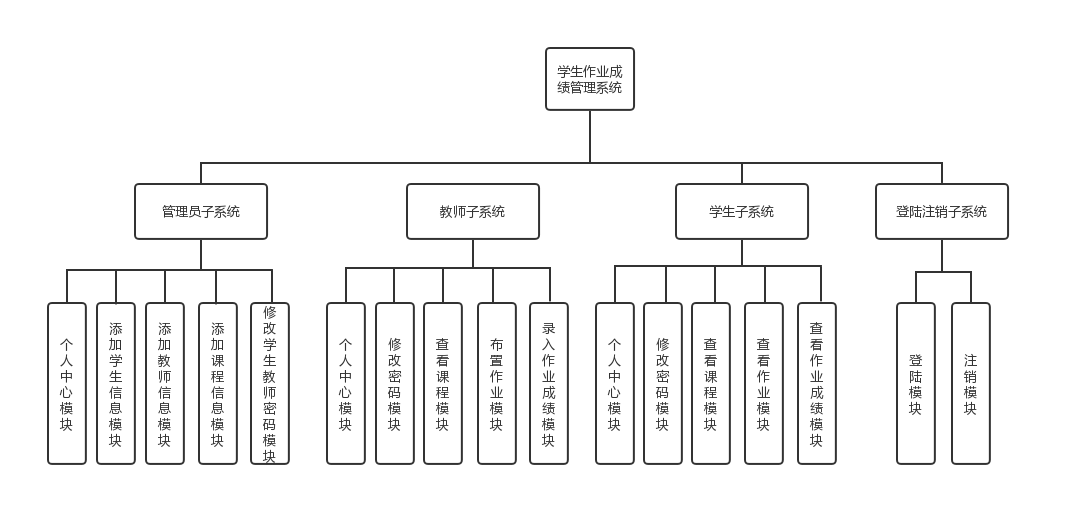 学生作业成
绩管理系统
管理员子系统
教师子系统
学生子系统
登陆注销子系统
个人中心模块
添加学生信息模块
添加教师信息模块
添加课程信息模块
修改学生教师密码模块
个人中心模块
修改密码模块
查看课程模块
布置作业模块
录入作业成绩模块
个人中心模块
修改密码模块
查看课程模块
查看作业模块
查看作业成绩模块
登陆模块
注销模块